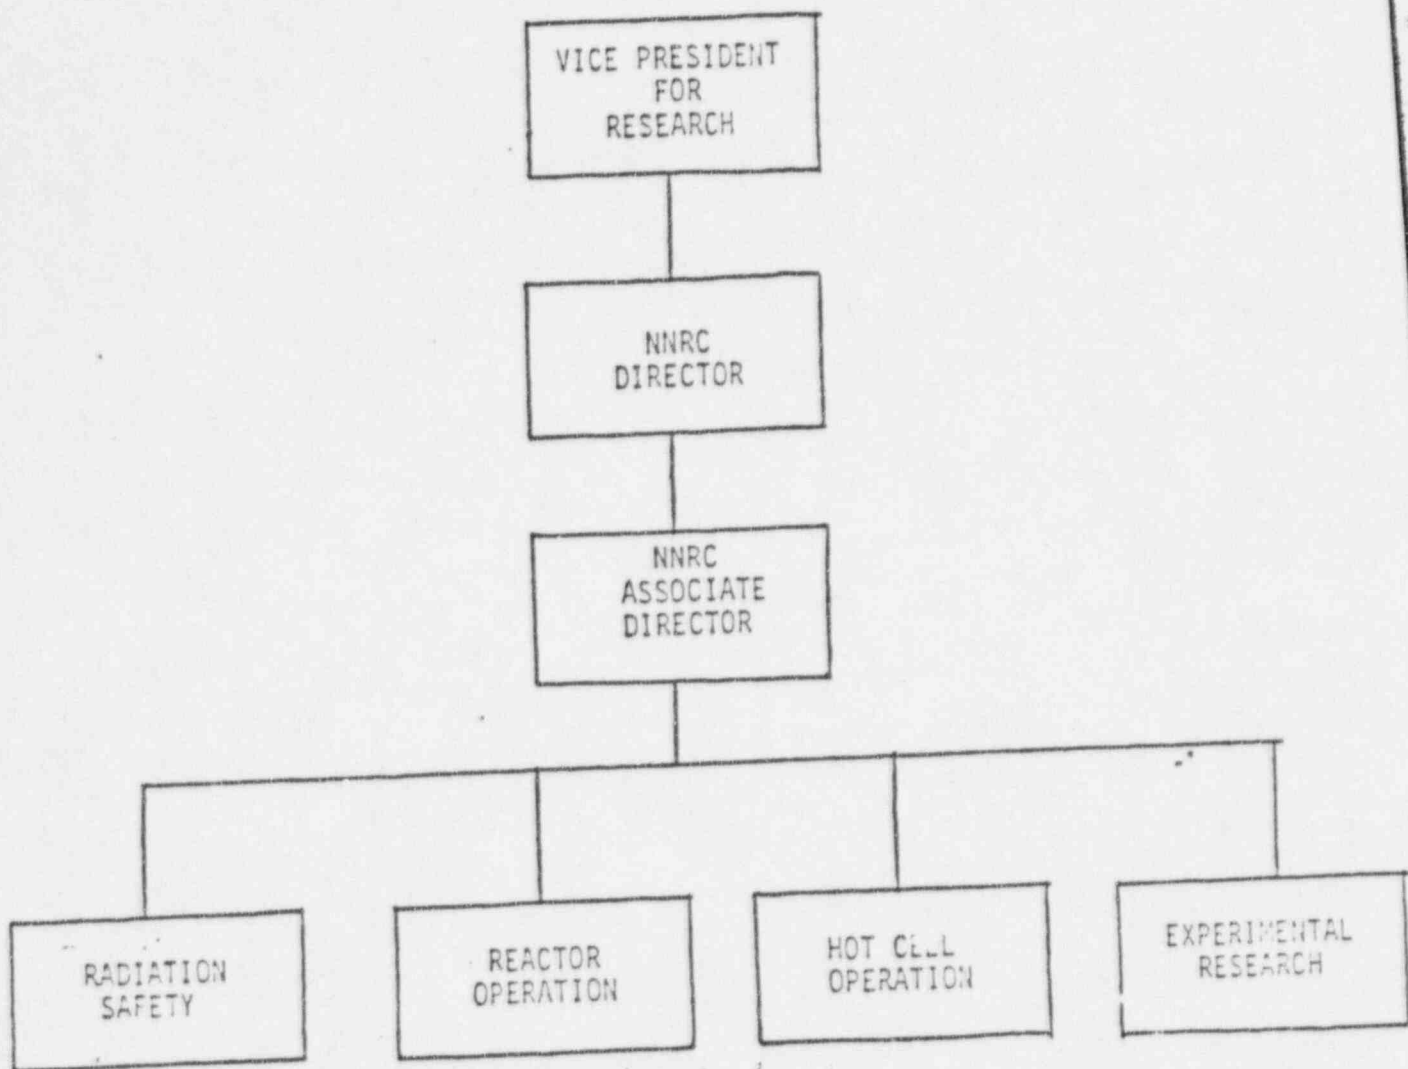 VICE PRESIDENT
FOR
RESEARCH
NNRC
DIRECTOR
NNRC
ASSOCIATE
DIRECTOR
RADIATION
SAFETY
REACTOR
OPERATION
HOT CELL
OPERATION
EXPERIMENTAL
RESEARCH